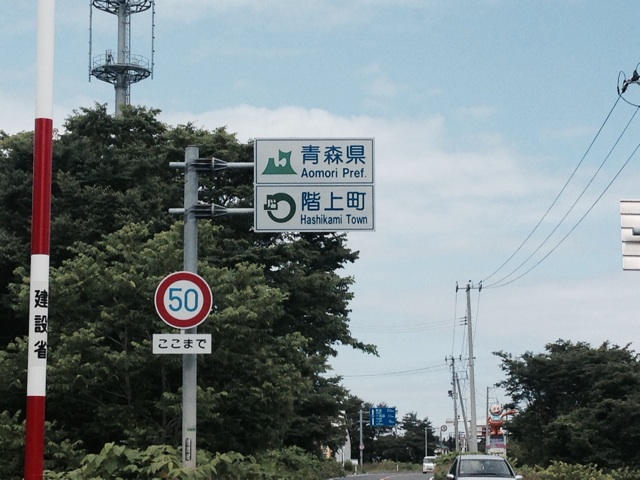 青森県
Aomori Pref.
階上町
Hashikami Town
50
ここまで
建設省